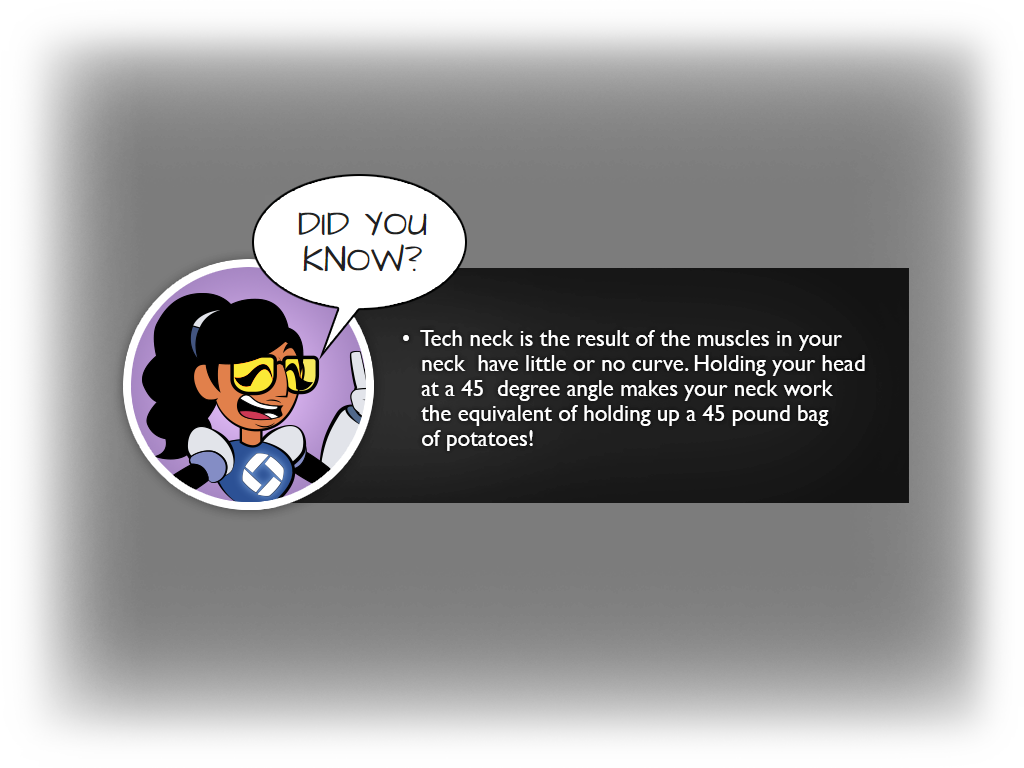 DID YOU
KNOW?
• Tech neck is the result of the muscles in your
neck  have little or no curve. Holding your head
at a 45  degree angle makes your neck work
the equivalent of holding up a 45 pound bag
of potatoes!